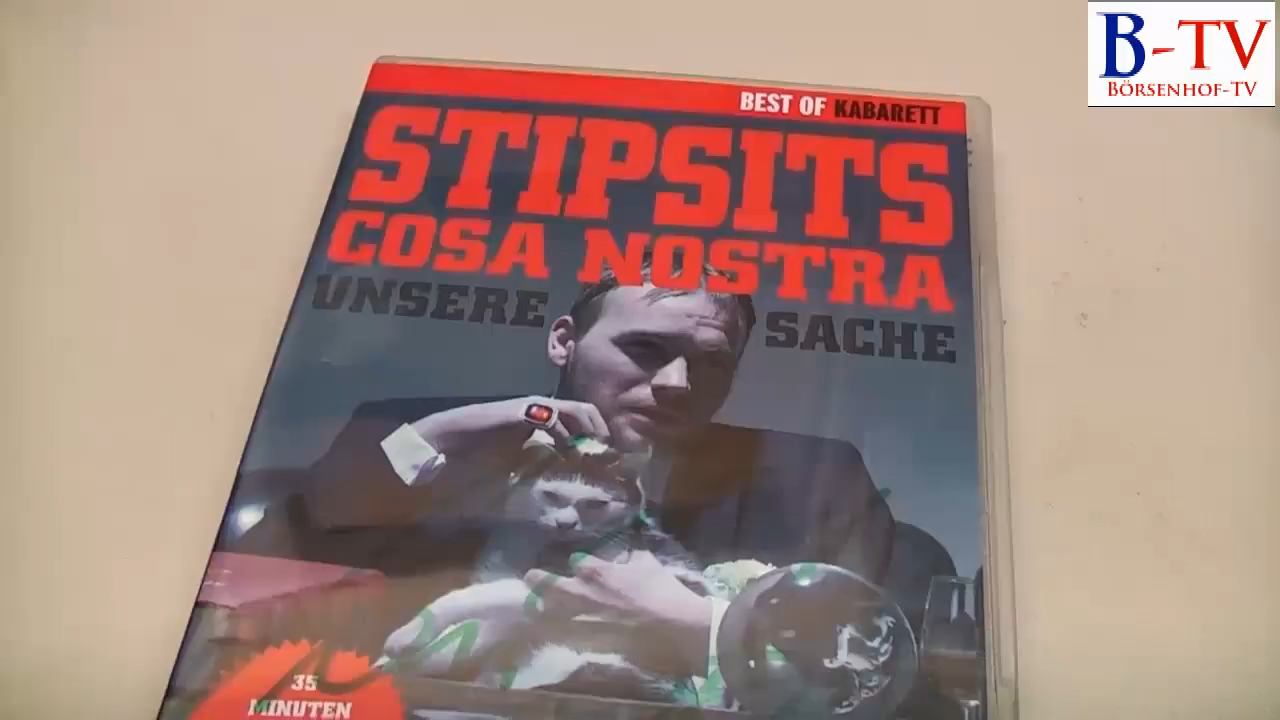 B-TV
BÖRSENHOF-TV
BEST OF KABARETT
STIPSITS
COSA NOSTRA
UNSERE SACHE
35
MINUTEN